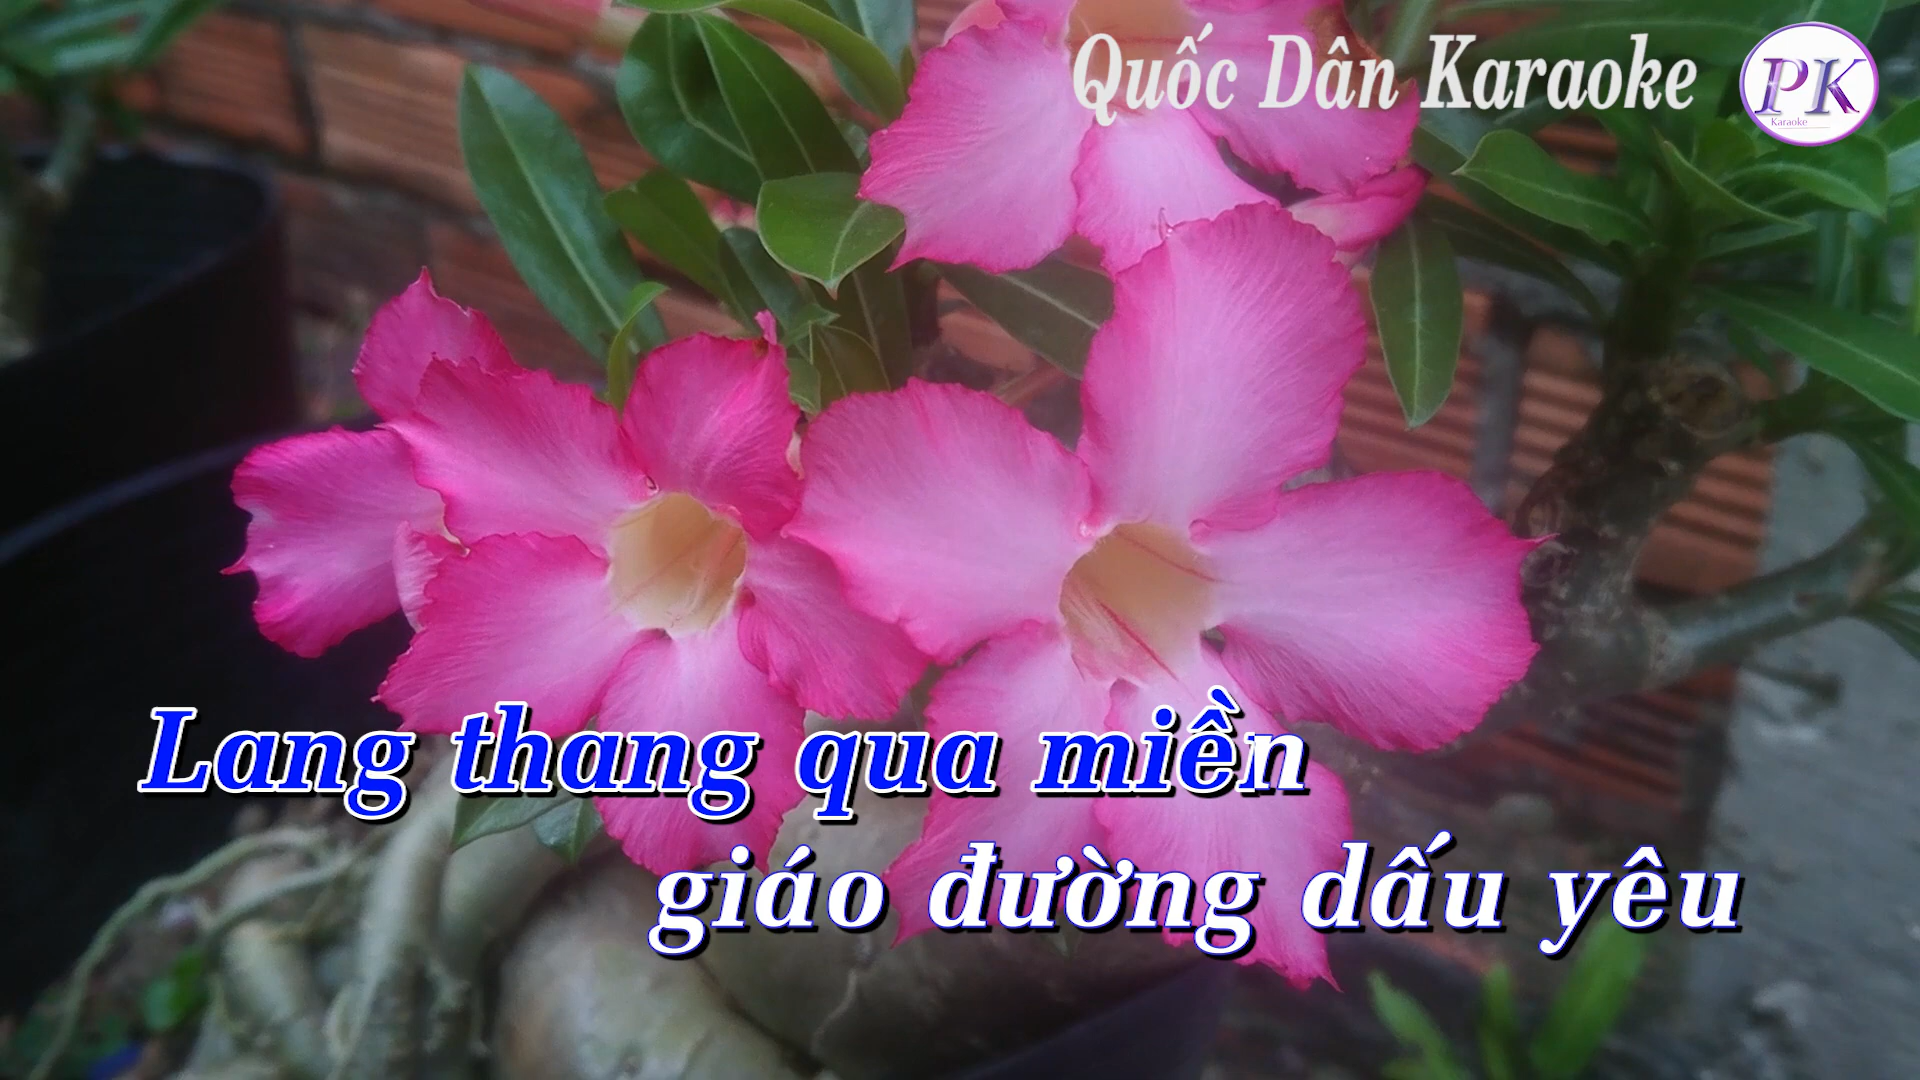 Quốc Dân Karaoke
PK
Karaoke
Lang thang qua miền
giáo đường dấu yêu